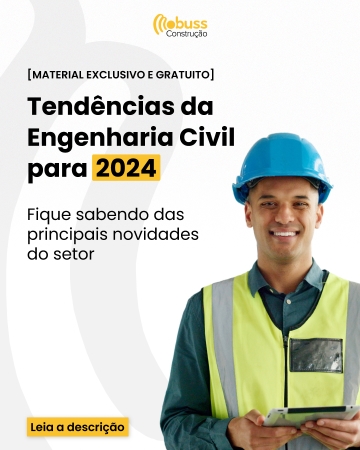 obuss
Construção
[MATERIAL EXCLUSIVO E GRATUITO]
Tendências da
Engenharia Civil
para 2024
Fique sabendo das
principais novidades
do setor
Leia a descrição